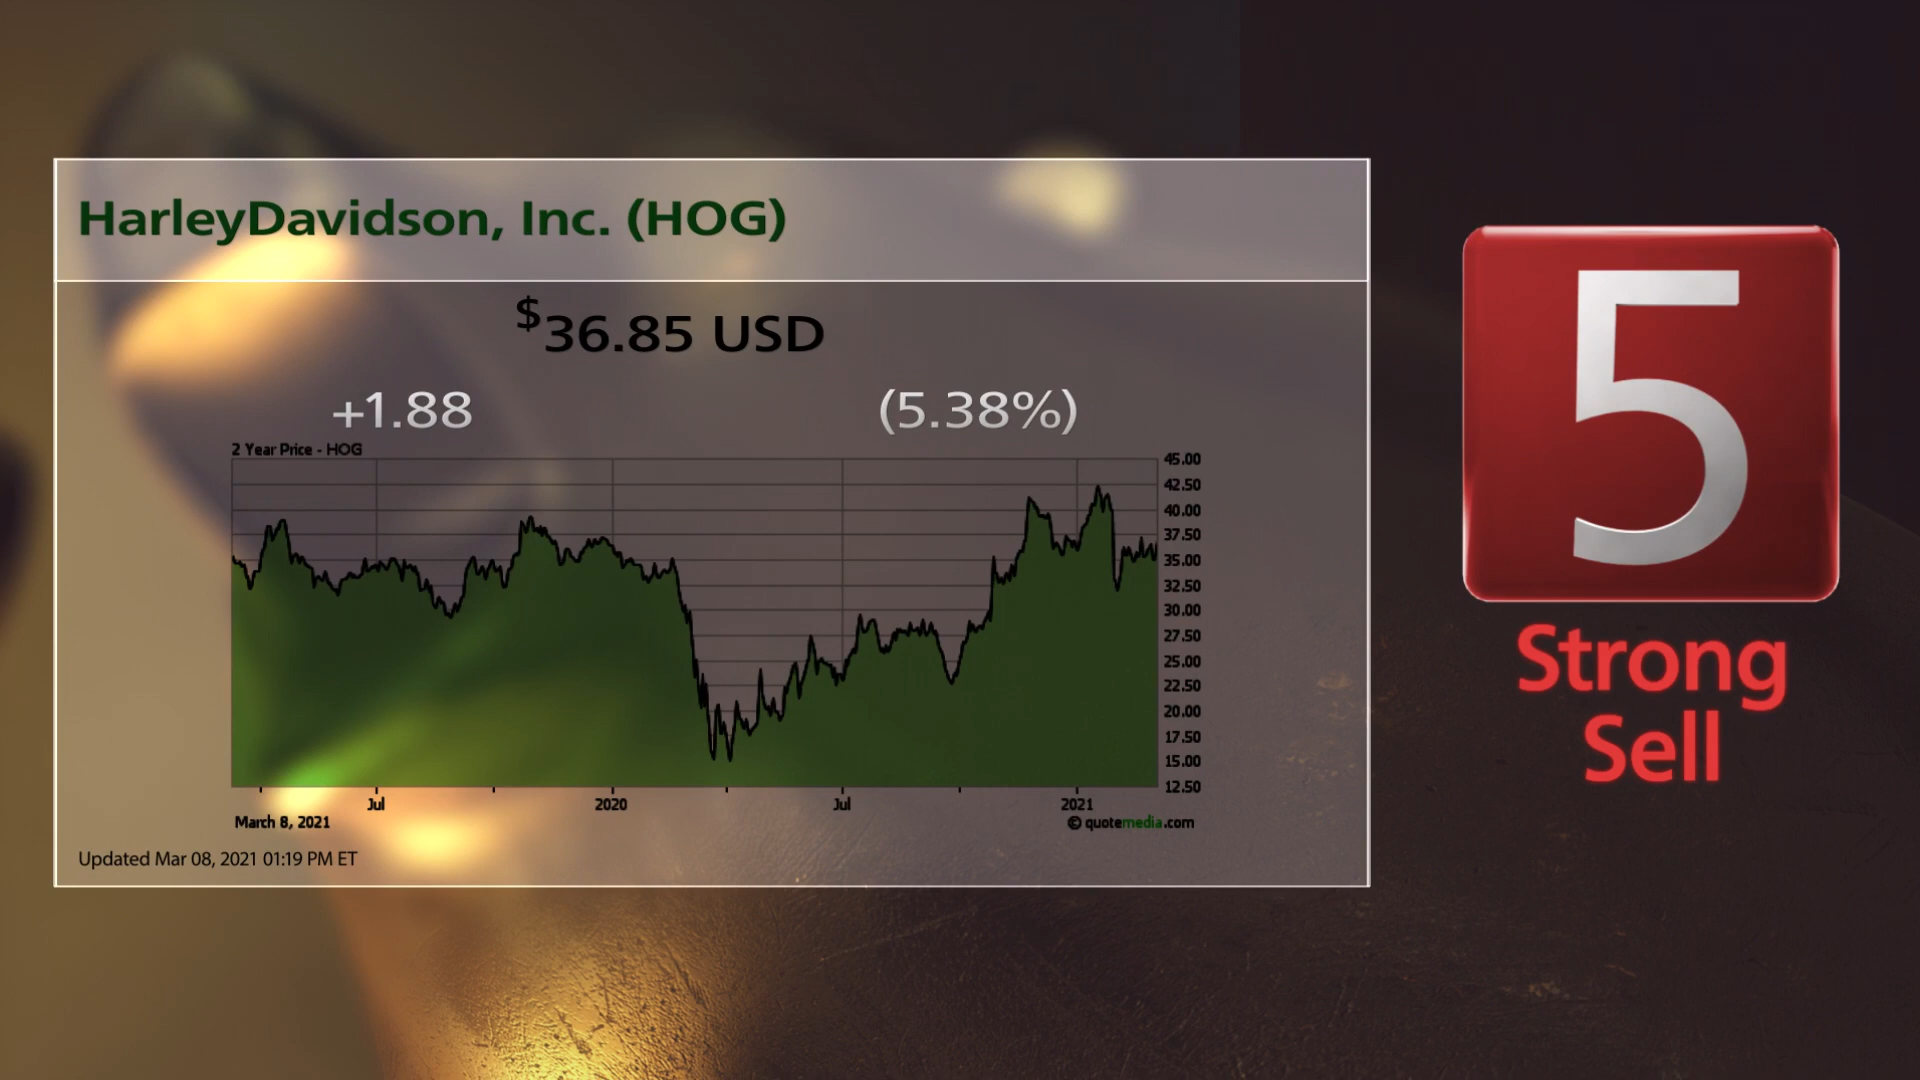 HarleyDavidson, Inc. (HOG)
$36.85 USD
+1.88 (5.38%)
2 Year Price - HOG
45.00
42.50
40.00
37.50
35.00
32.50
30.00
27.50
25.00
22.50
20.00
17.50
15.00
12.50
Jul 2020 Jul 2021
March 8, 2021 © quotemedia.com
Updated Mar 08, 2021 01:19 PM ET
5
Strong
Sell